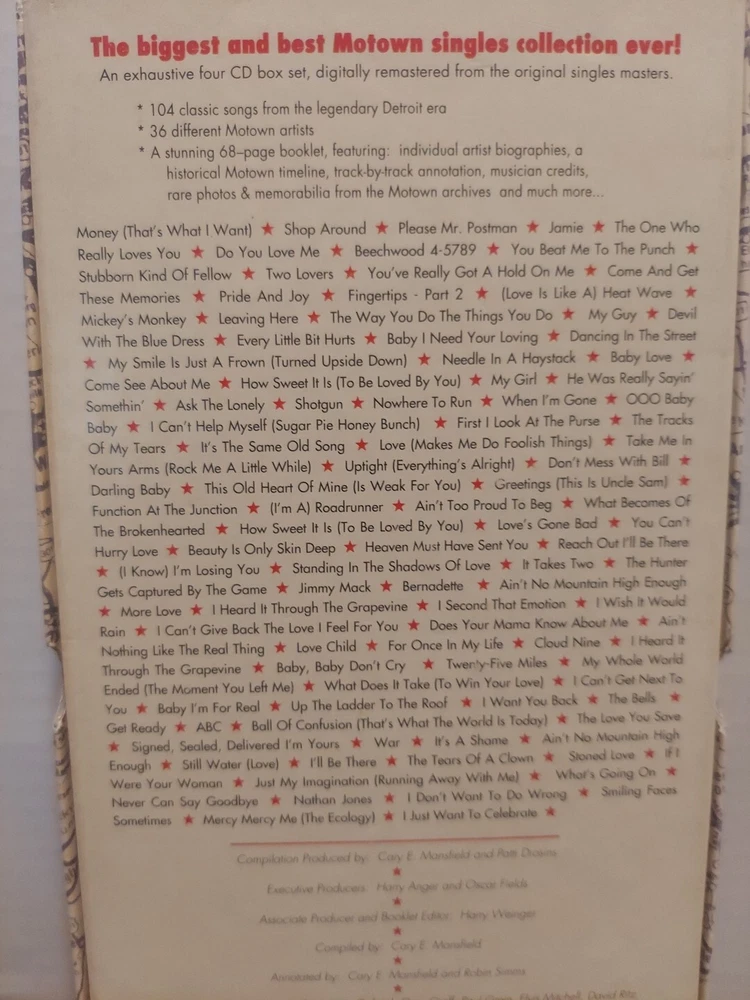 The biggest and best Motown singles collection ever!
An exhaustive four CD box set, digitally remastered from the original singles masters.
* 104 classic songs from the legendary Detroit era
* 36 different Motown artists
* A stunning 68-page booklet, featuring: individual artist biographies, a
historical Motown timeline, track-by-track annotation, musician credits,
rare photos & memorabilia from the Motown archives and much more...
Money (That's What I Want) ★ Shop Around ★ Please Mr. Postman ★ Jamie ★ The One Who
Really Loves You ★ Do You Love Me ★ Beechwood 4-5789 ★ You Beat Me To The Punch ★
Stubborn Kind Of Fellow ★ Two Lovers ★ You've Really Got A Hold On Me ★ Come And Get
These Memories ★ Pride And Joy ★ Fingertips - Part 2 ★ (Love Is Like A) Heat Wave ★
Mickey's Monkey ★ Leaving Here ★ The Way You Do The Things You Do ★ My Guy ★ Devil
With The Blue Dress ★ Every Little Bit Hurts ★ Baby I Need Your Loving ★ Dancing In The Street
★ My Smile Is Just A Frown (Turned Upside Down) ★ Needle In A Haystack ★ Baby Love ★
Come See About Me ★ How Sweet It Is (To Be Loved By You) ★ My Girl ★ He Was Really Sayin'
Somethin' ★ Ask The Lonely ★ Shotgun ★ Nowhere To Run ★ When I'm Gone ★ OOO Baby
Baby ★ I Can't Help Myself (Sugar Pie Honey Bunch) ★ First I Look At The Purse ★ The Tracks
Of My Tears ★ It's The Same Old Song ★ Love (Makes Me Do Foolish Things) ★ Take Me In
Yours Arms (Rock Me A Little While) ★ Uptight (Everything's Alright) ★ Don't Mess With Bill ★
Darling Baby ★ This Old Heart Of Mine (Is Weak For You) ★ Greetings (This Is Uncle Sam) ★
Function At The Junction ★ (I'm A) Roadrunner ★ Ain't Too Proud To Beg ★ What Becomes Of
The Brokenhearted ★ How Sweet It Is (To Be Loved By You) ★ Love's Gone Bad ★ You Can't
Hurry Love ★ Beauty Is Only Skin Deep ★ Heaven Must Have Sent You ★ Reach Out I'll Be There
★ (I Know) I'm Losing You ★ Standing In The Shadows Of Love ★ It Takes Two ★ The Hunter
Gets Captured By The Game ★ Jimmy Mack ★ Bernadette ★ Ain't No Mountain High Enough
★ More Love ★ I Heard It Through The Grapevine ★ I Second That Emotion ★ I Wish It Would
Rain ★ I Can't Give Back The Love I Feel For You ★ Does Your Mama Know About Me ★ Ain't
Nothing Like The Real Thing ★ Love Child ★ For Once In My Life ★ Cloud Nine ★ I Heard It
Through The Grapevine ★ Baby, Baby Don't Cry ★ Twenty-Five Miles ★ My Whole World
Ended (The Moment You Left Me) ★ What Does It Take (To Win Your Love) ★ I Can't Get Next To
You ★ Baby I'm For Real ★ Up The Ladder To The Roof ★ I Want You Back ★ The Bells ★
Get Ready ★ ABC ★ Ball Of Confusion (That's What The World Is Today) ★ The Love You Save
★ Signed, Sealed, Delivered I'm Yours ★ War ★ It's A Shame ★ Ain't No Mountain High
Enough ★ Still Water (Love) ★ I'll Be There ★ The Tears Of A Clown ★ Stoned Love ★ If I
Were Your Woman ★ Just My Imagination (Running Away With Me) ★ What's Going On ★
Never Can Say Goodbye ★ Nathan Jones ★ I Don't Want To Do Wrong ★ Smiling Faces
Sometimes ★ Mercy Mercy Me (The Ecology) ★ I Just Want To Celebrate ★
Compilation Produced by: Cary E. Mansfield and Patti Drosins
★
Executive Producers: Harry Anger and Oscar Fields
★
Associate Producer and Booklet Editor: Harry Weinger
★
Compiled by: Cary E. Mansfield
★
Annotated by: Cary E. Mansfield and
★
Mitchell, David Ritz